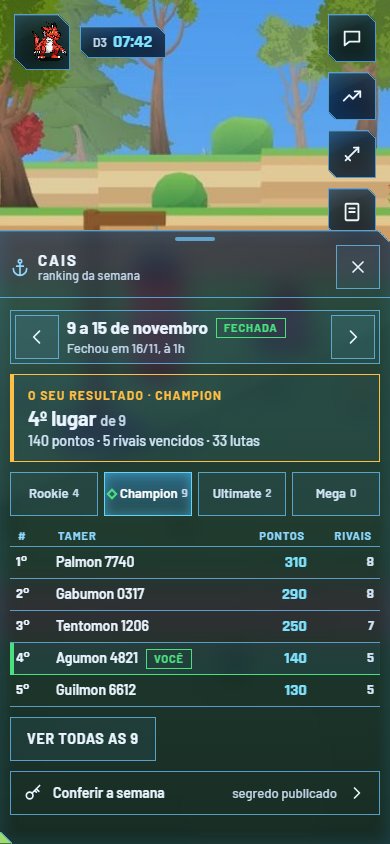 D3 07:42
CAIS
ranking da semana
9 a 15 de novembro FECHADA
Fechou em 16/11, à 1h
O SEU RESULTADO · CHAMPION
4º lugar de 9
140 pontos · 5 rivais vencidos · 33 lutas
Rookie 4 Champion 9 Ultimate 2 Mega 0
# TAMER PONTOS RIVAIS
1º Palmon 7740 310 8
2º Gabumon 0317 290 8
3º Tentomon 1206 250 7
4º Agumon 4821 VOCÊ 140 5
5º Guilmon 6612 130 5
VER TODAS AS 9
Conferir a semana segredo publicado